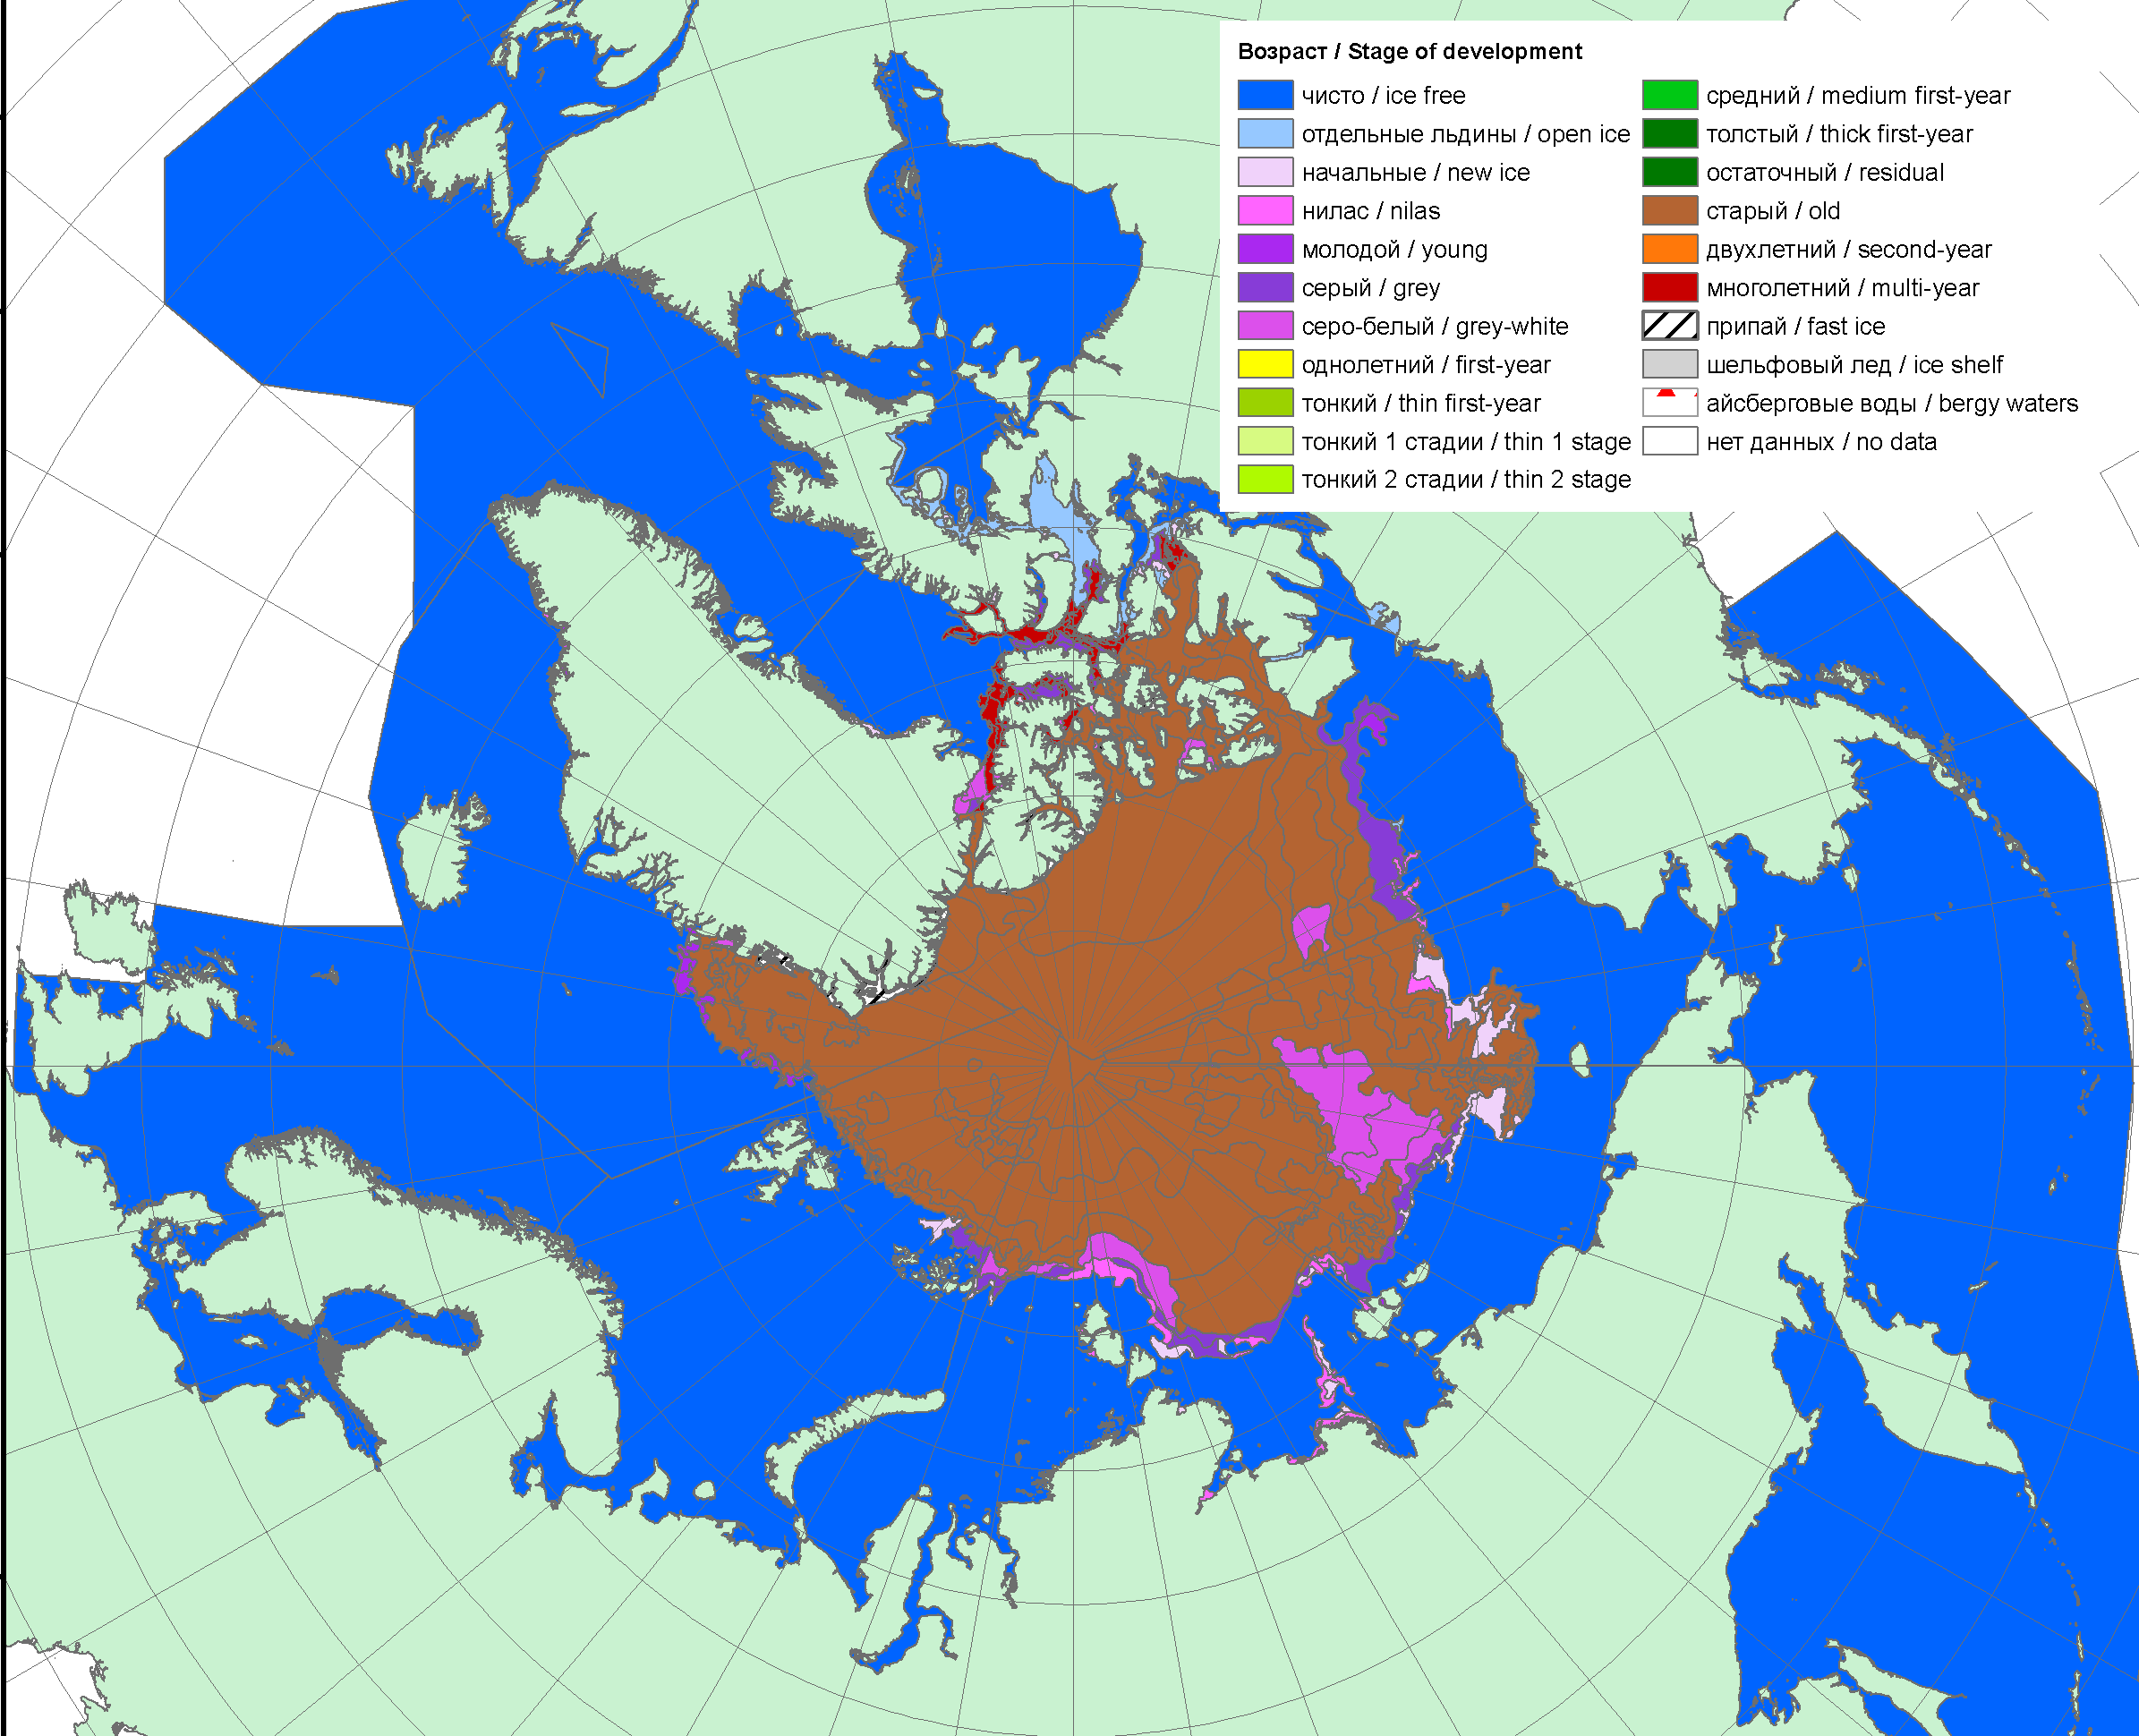 Возраст / Stage of development
чисто / ice free
отдельные льдины / open ice
начальные / new ice
нилас / nilas
молодой / young
серый / grey
серо-белый / grey-white
однолетний / first-year
тонкий / thin first-year
тонкий 1 стадии / thin 1 stage
тонкий 2 стадии / thin 2 stage
средний / medium first-year
толстый / thick first-year
остаточный / residual
старый / old
двухлетний / second-year
многолетний / multi-year
припай / fast ice
шельфовый лед / ice shelf
айсберговые воды / bergy waters
нет данных / no data